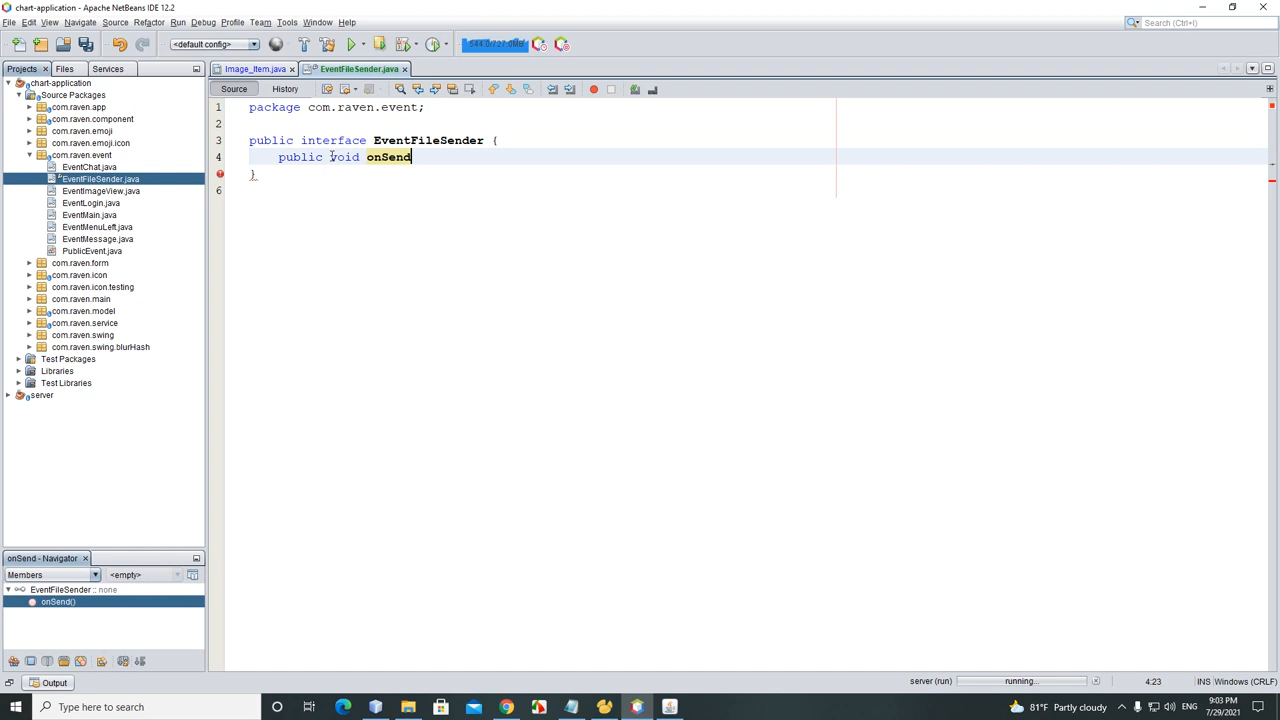 chart-application - Apache NetBeans IDE 12.2
File Edit View Navigate Source Refactor Run Debug Profile Team Tools Window Help
Search (Ctrl+I)
<default config>
544.0/727.0MB
Projects Files Services
Image_Item.java EventFileSender.java
Source History
chart-application
Source Packages
com.raven.app
com.raven.component
com.raven.emoji
com.raven.emoji.icon
com.raven.event
EventChat.java
EventFileSender.java
EventImageView.java
EventLogin.java
EventMain.java
EventMenuLeft.java
EventMessage.java
PublicEvent.java
com.raven.form
com.raven.icon
com.raven.icon.testing
com.raven.main
com.raven.model
com.raven.service
com.raven.swing
com.raven.swing.blurHash
Test Packages
Libraries
Test Libraries
server
1 package com.raven.event;
2
3 public interface EventFileSender {
4 public void onSend
}
6
onSend - Navigator
Members <empty>
EventFileSender :: none
onSend()
Output
server (run) running... 4:23 INS Windows (CRLF)
Type here to search
81°F Partly cloudy ENG
9:03 PM
7/29/2021